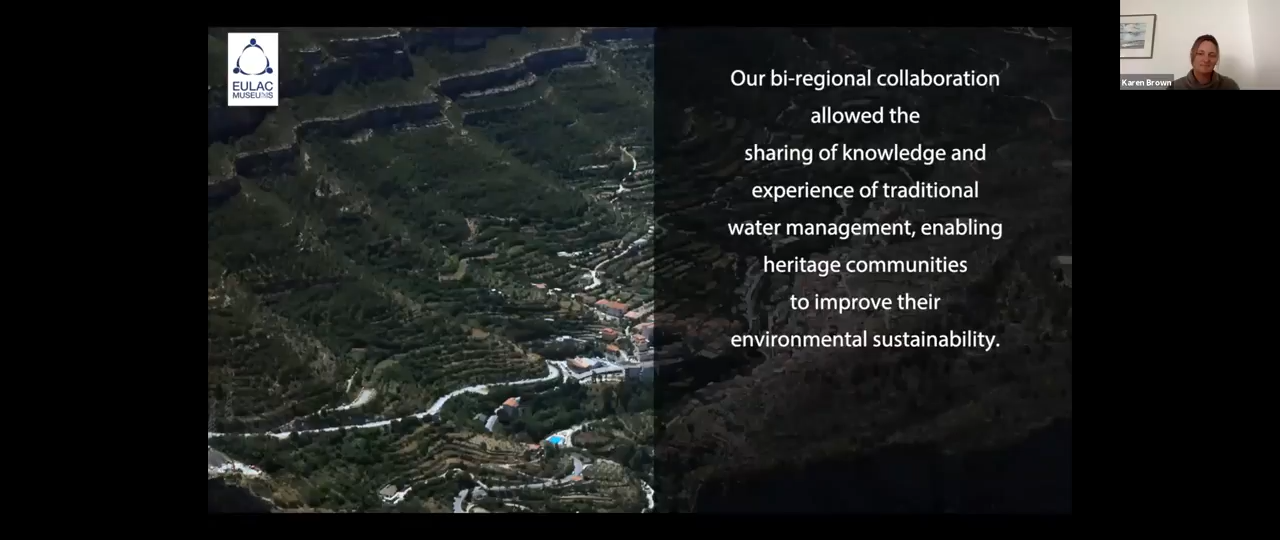 EULAC
MUSEUMS
Our bi-regional collaboration
allowed the
sharing of knowledge and
experience of traditional
water management, enabling
heritage communities
to improve their
environmental sustainability.
Karen Brown